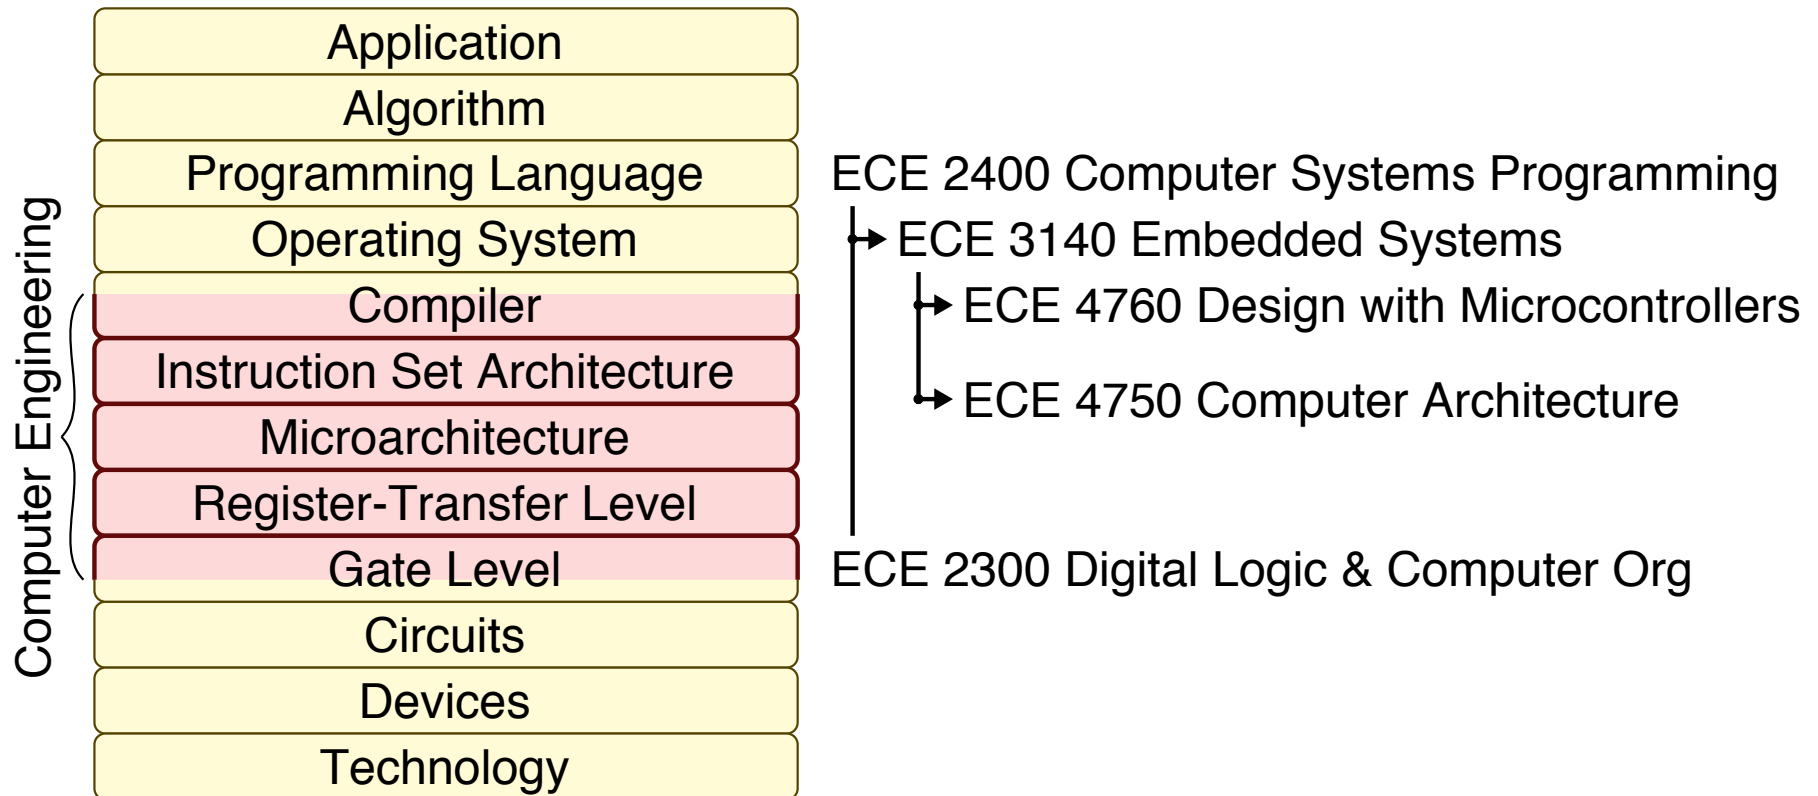 Application
Algorithm
Programming Language
Operating System
Compiler
Instruction Set Architecture
Microarchitecture
Register-Transfer Level
Gate Level
Circuits
Devices
Technology
Computer Engineering
ECE 2400 Computer Systems Programming
ECE 3140 Embedded Systems
ECE 4760 Design with Microcontrollers
ECE 4750 Computer Architecture
ECE 2300 Digital Logic & Computer Org